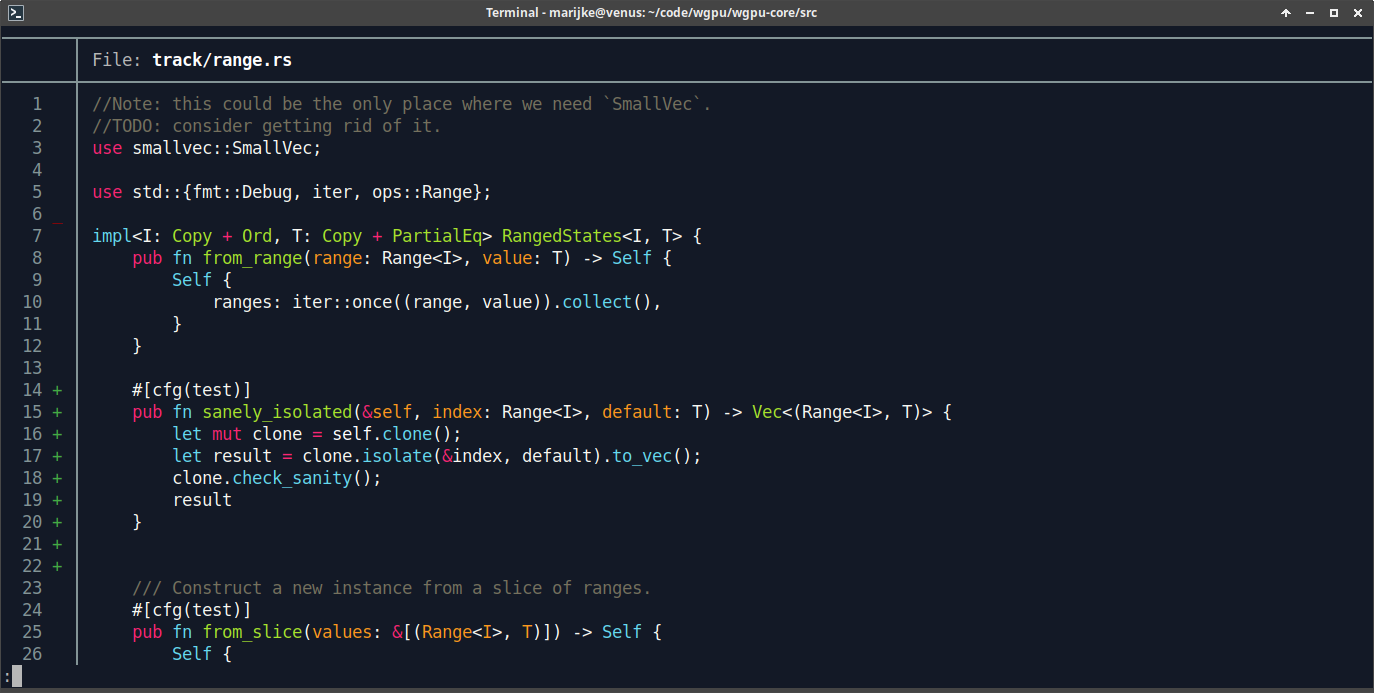 Terminal - marijke@venus: ~/code/wgpu/wgpu-core/src
File: track/range.rs
1 //Note: this could be the only place where we need `SmallVec`.
2 //TODO: consider getting rid of it.
3 use smallvec::SmallVec;
4
5 use std::{fmt::Debug, iter, ops::Range};
6 _
7 impl<I: Copy + Ord, T: Copy + PartialEq> RangedStates<I, T> {
8     pub fn from_range(range: Range<I>, value: T) -> Self {
9         Self {
10             ranges: iter::once((range, value)).collect(),
11         }
12     }
13
14 +     #[cfg(test)]
15 +     pub fn sanely_isolated(&self, index: Range<I>, default: T) -> Vec<(Range<I>, T)> {
16 +         let mut clone = self.clone();
17 +         let result = clone.isolate(&index, default).to_vec();
18 +         clone.check_sanity();
19 +         result
20 +     }
21 +
22 +
23     /// Construct a new instance from a slice of ranges.
24     #[cfg(test)]
25     pub fn from_slice(values: &[(Range<I>, T)]) -> Self {
26         Self {
: